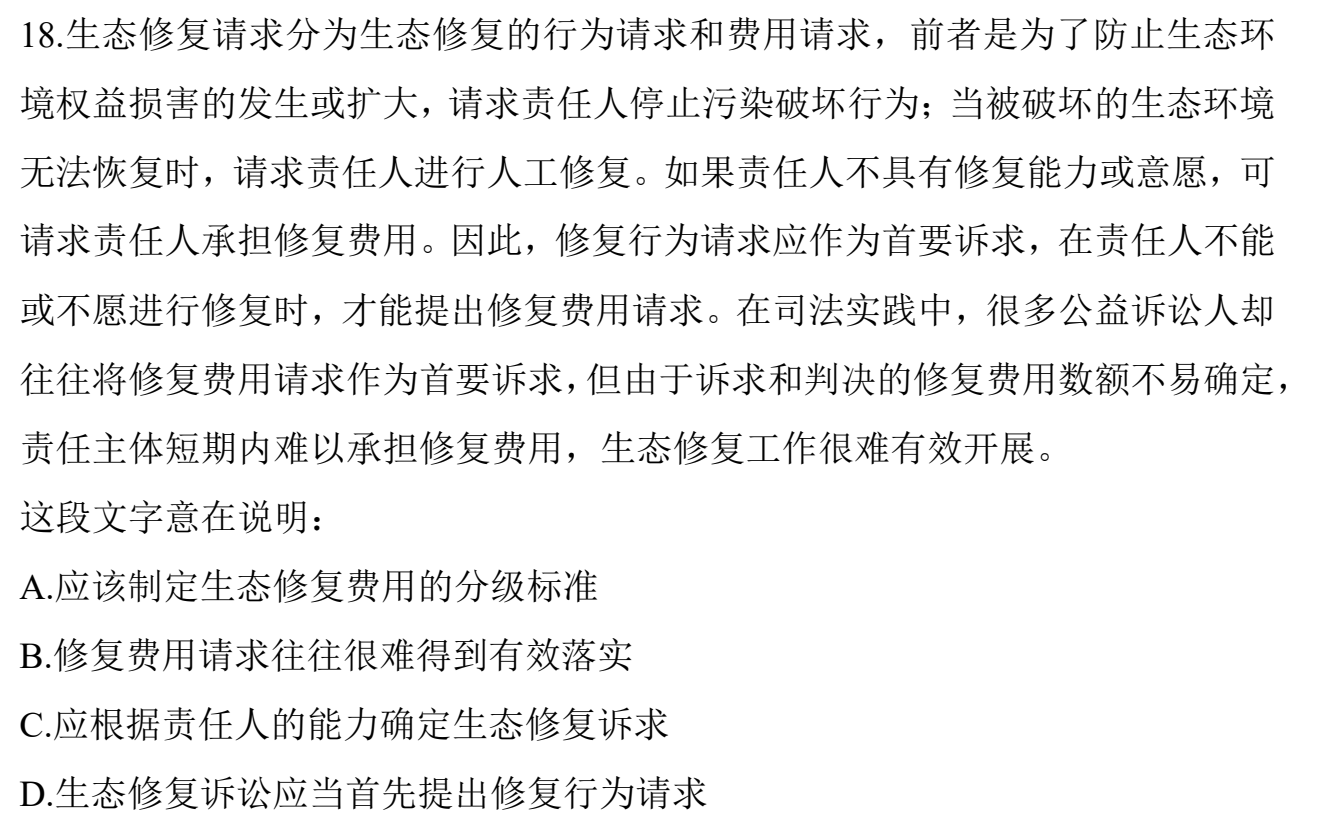 18.生态修复请求分为生态修复的行为请求和费用请求，前者是为了防止生态环
境权益损害的发生或扩大，请求责任人停止污染破坏行为；当被破坏的生态环境
无法恢复时，请求责任人进行人工修复。如果责任人不具有修复能力或意愿，可
请求责任人承担修复费用。因此，修复行为请求应作为首要诉求，在责任人不能
或不愿进行修复时，才能提出修复费用请求。在司法实践中，很多公益诉讼人却
往往将修复费用请求作为首要诉求，但由于诉求和判决的修复费用数额不易确定，
责任主体短期内难以承担修复费用，生态修复工作很难有效开展。
这段文字意在说明：
A.应该制定生态修复费用的分级标准
B.修复费用请求往往很难得到有效落实
C.应根据责任人的能力确定生态修复诉求
D.生态修复诉讼应当首先提出修复行为请求